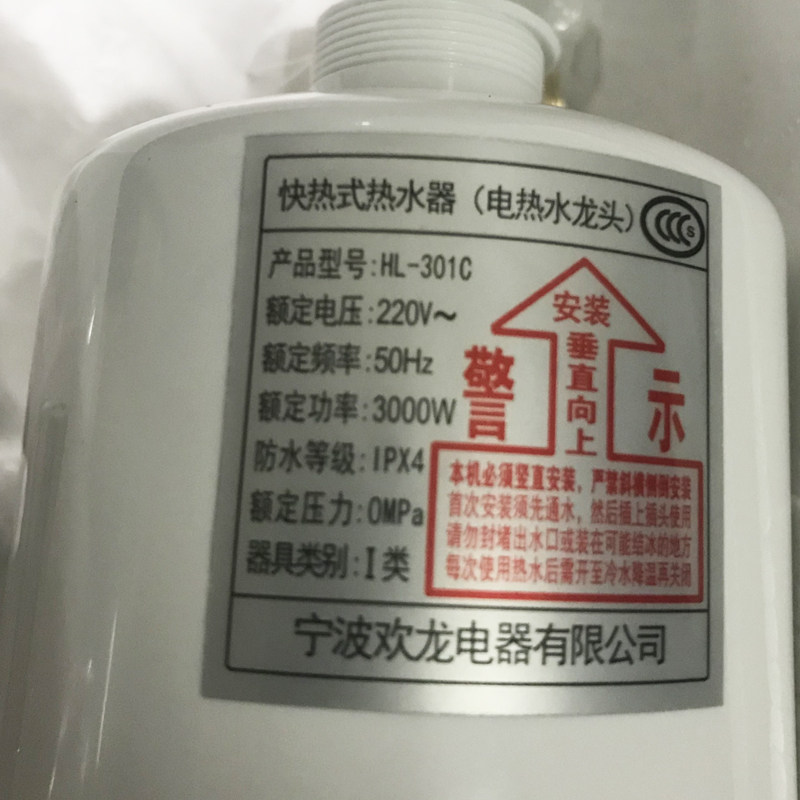 快热式热水器（电热水龙头）
CCC S
产品型号:HL-301C
额定电压:220V~
额定频率:50Hz
额定功率:3000W
防水等级:IPX4
额定压力:0MPa
器具类别:I类
安装
垂直向上
警示
本机必须竖直安装，严禁斜横侧倒安装
首次安装须先通水，然后插上插头使用
请勿封堵出水口或装在可能结冰的地方
每次使用热水后需开至冷水降温再关闭
宁波欢龙电器有限公司